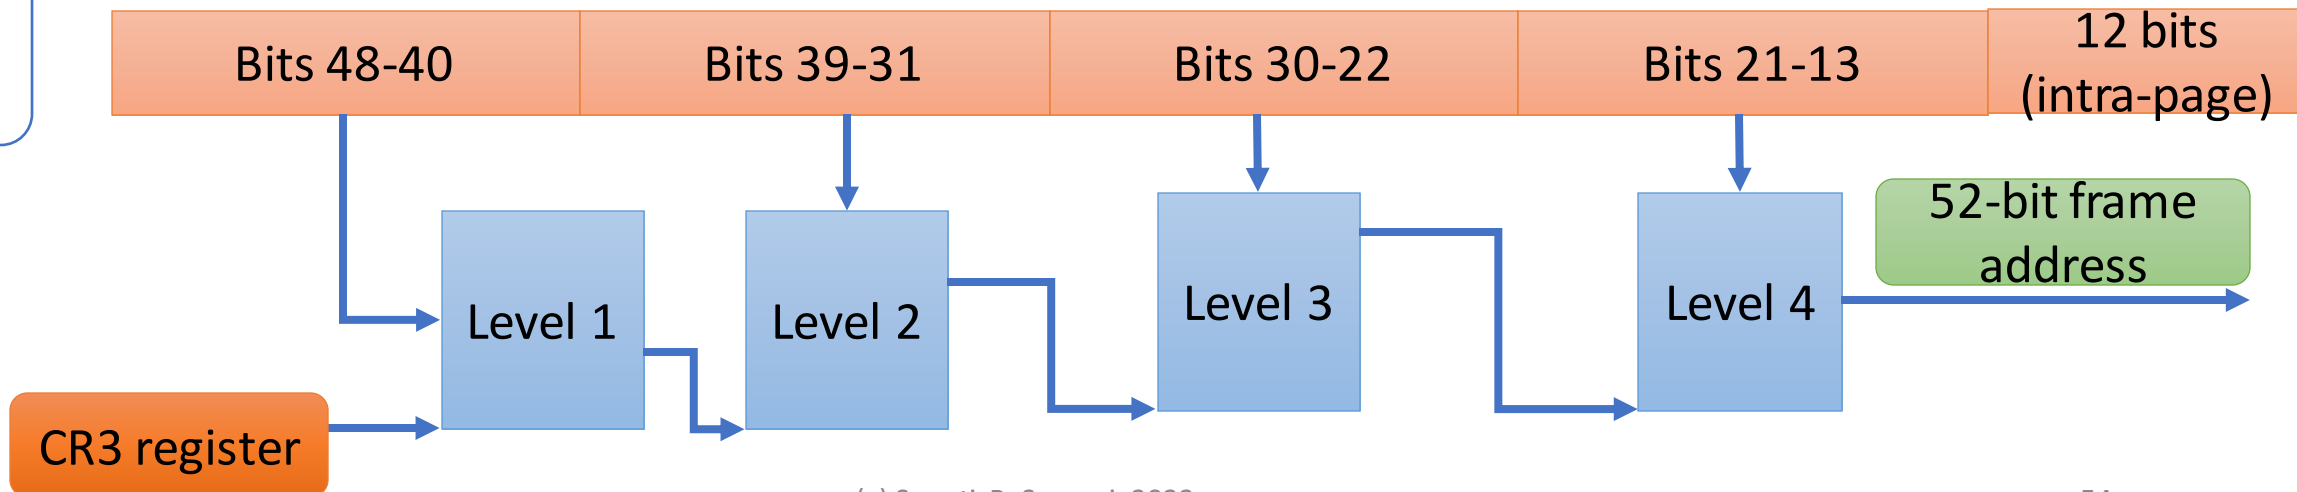 Bits 48-40
Bits 39-31
Bits 30-22
Bits 21-13
12 bits
(intra-page)
52-bit frame
address
Level 1
Level 2
Level 3
Level 4
CR3 register